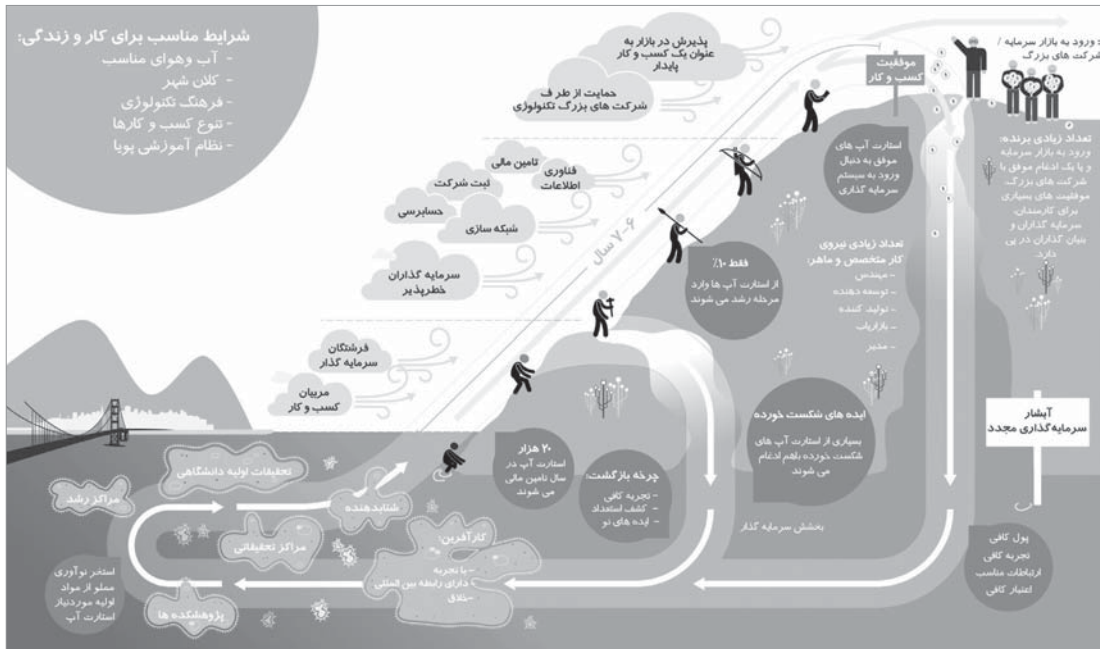 شرایط مناسب برای کار و زندگی:
- آب وهوای مناسب
- کلان شهر
- فرهنگ تکنولوژی
- تنوع کسب و کارها
- نظام آموزشی پویا
پذیرش در بازار به
عنوان یک کسب و کار
پایدار
حمایت از طرف
شرکت های بزرگ تکنولوژی
تامین مالی
فناوری
اطلاعات
ثبت شرکت
حسابرسی
شبکه سازی
سرمایه گذاران
خطرپذیر
فرشتگان
سرمایه گذار
مربیان
کسب و کار
۶-۷ سال
موفقیت
کسب و کار
ورود به بازار سرمایه /
شرکت های بزرگ
تعداد زیادی برنده:
ورود به بازار سرمایه
و یا یک ادغام موفق با
شرکت های بزرگ،
موفقیت های بسیاری
برای کارمندان،
سرمایه گذاران و
بنیان گذاران در پی
دارد.
استارت آپ های
موفق به دنبال
ورود به سیستم
سرمایه گذاری
تعداد زیادی نیروی
کار متخصص و ماهر:
- مهندس
- توسعه دهنده
- تولید کننده
- بازاریاب
- مدیر
فقط ۱۰٪
از استارت آپ ها وارد
مرحله رشد می شوند
ایده های شکست خورده
بسیاری از استارت آپ های
شکست خورده باهم ادغام
می شوند
آبشار
سرمایه‌گذاری مجدد
۲۰ هزار
استارت آپ در
سال تامین مالی
می شوند
چرخه بازگشت:
- تجربه کافی
- کشف استعداد
- ایده های نو
بخشش سرمایه گذار
پول کافی
تجربه کافی
ارتباطات مناسب
اعتبار کافی
تحقیقات اولیه دانشگاهی
مراکز رشد
شتابدهنده
مراکز تحقیقاتی
کارآفرین:
- با تجربه
- دارای رابطه بین المللی
- خلاق
پژوهشکده ها
استخر نوآوری
مملو از مواد
اولیه موردنیاز
استارت آپ